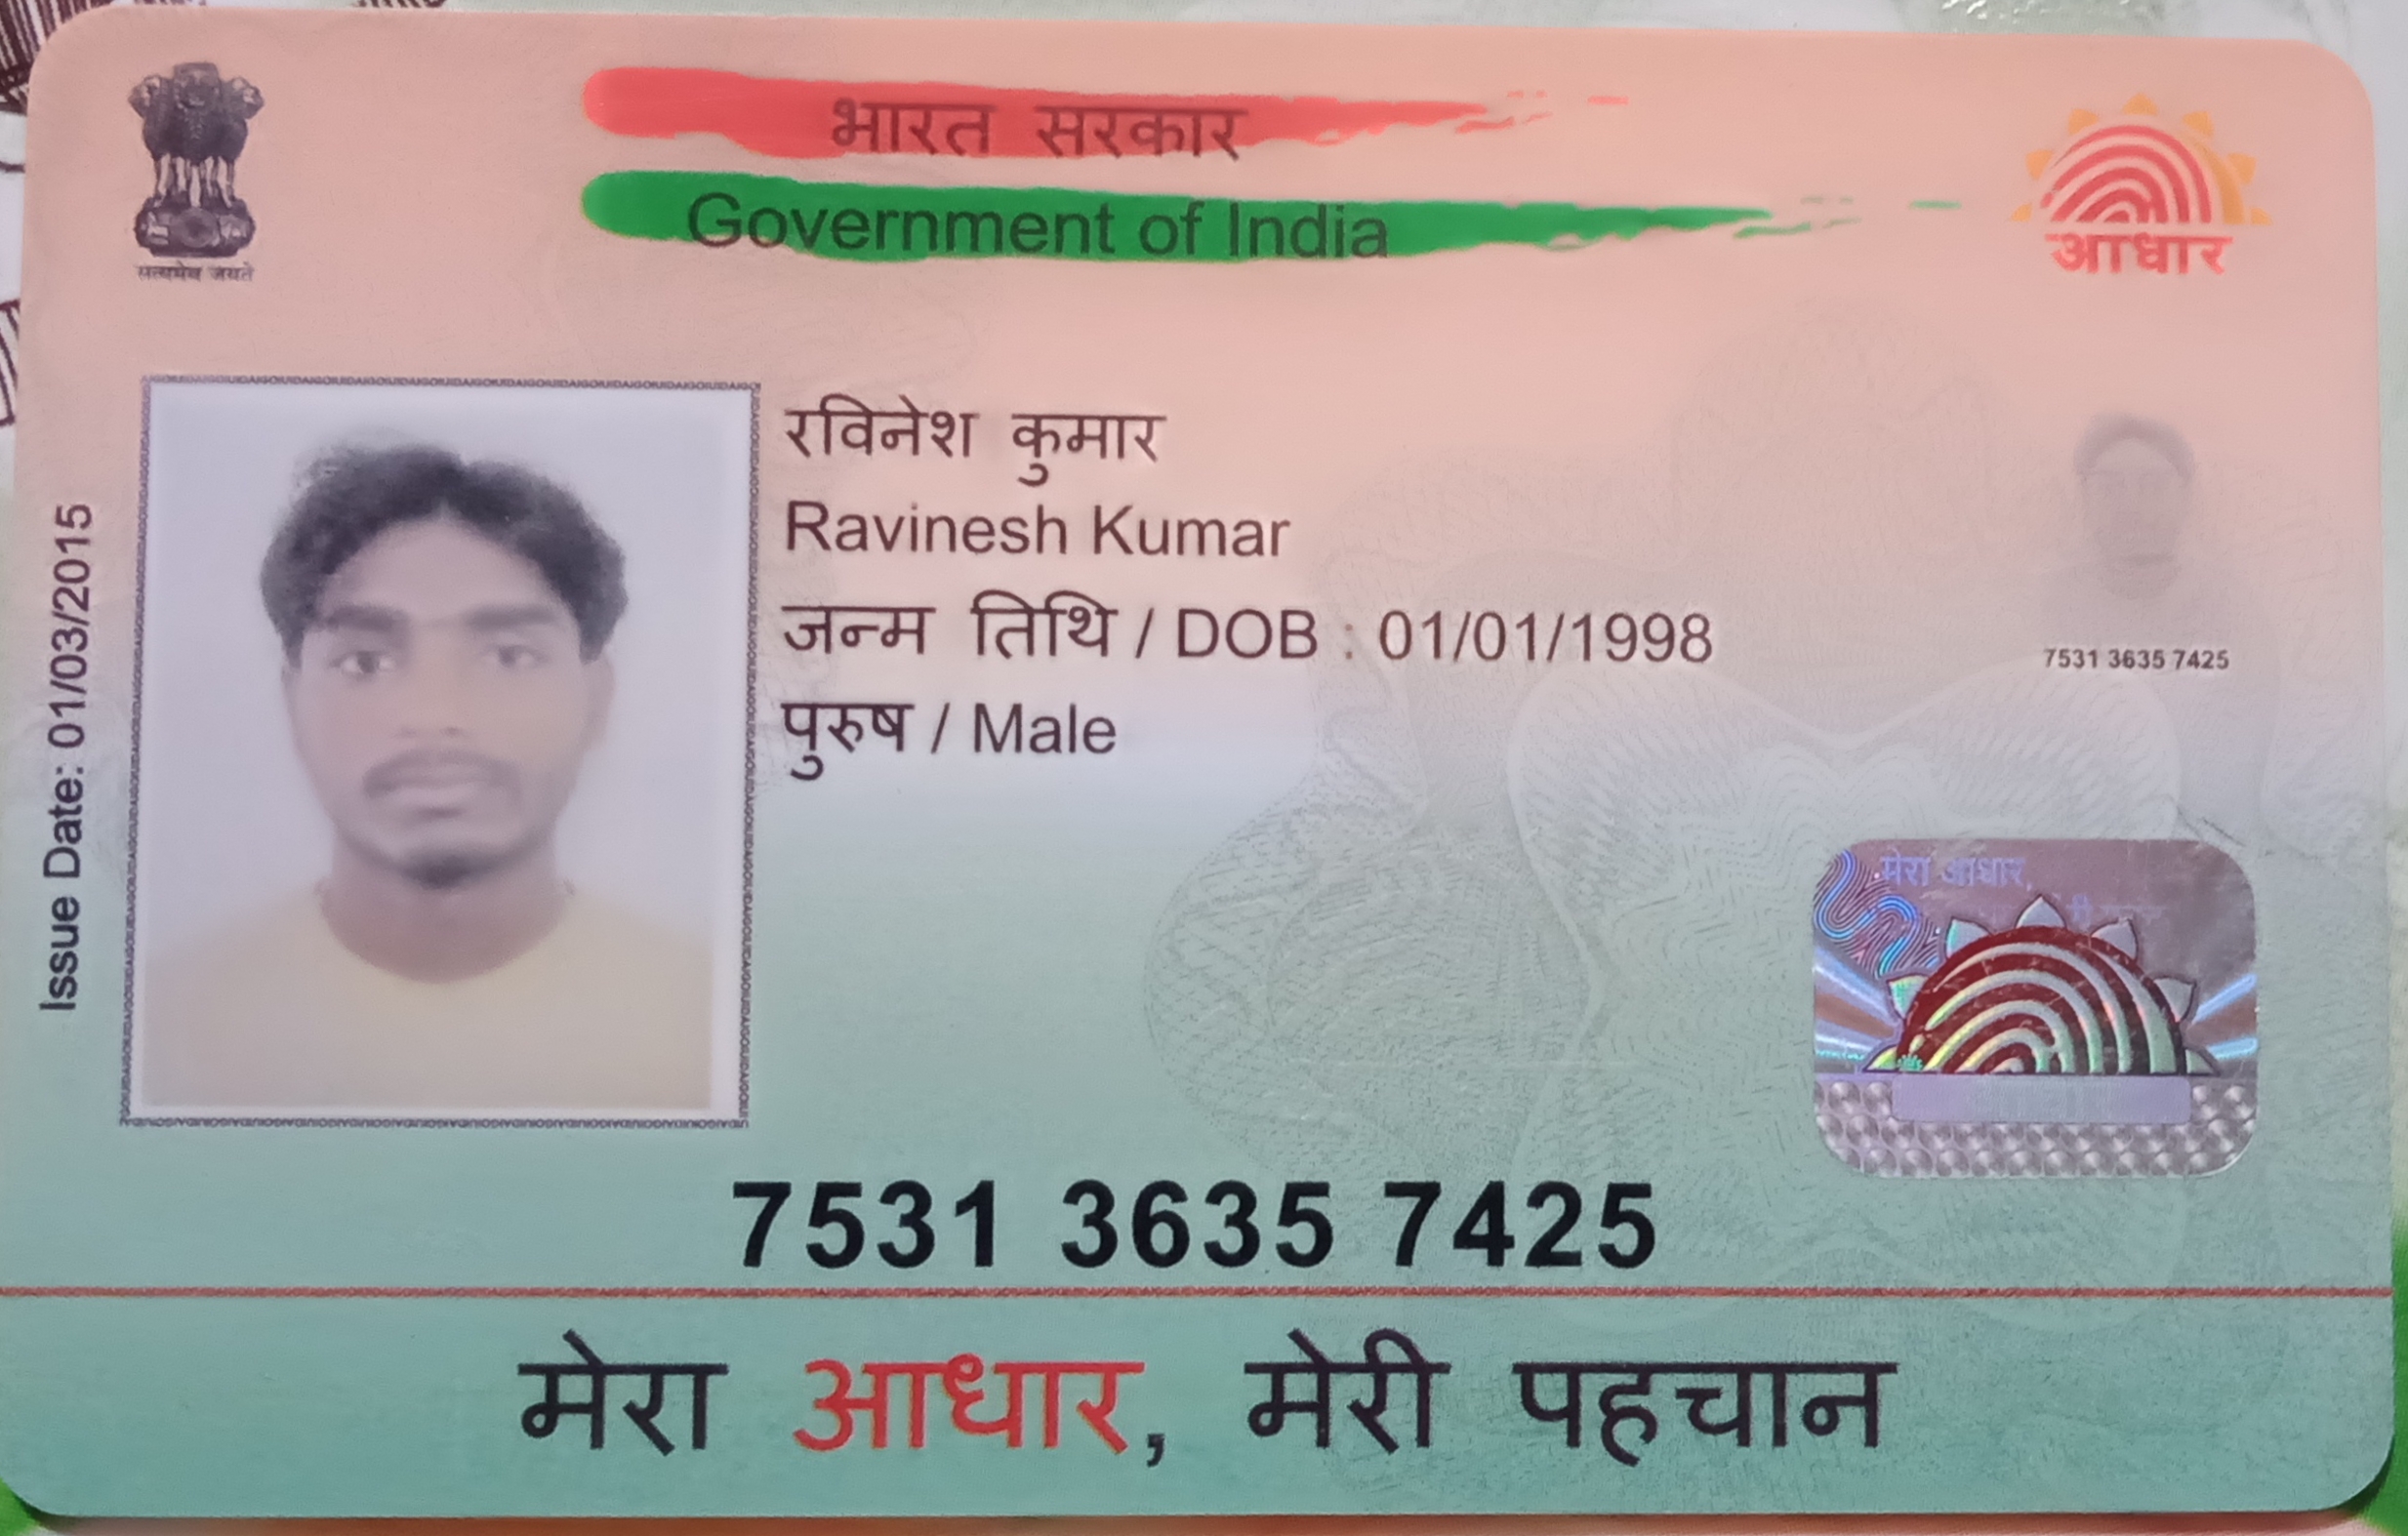 भारत सरकार
Government of India
सत्यमेव जयते
आधार
Issue Date: 01/03/2015
रविनेश कुमार
Ravinesh Kumar
जन्म तिथि / DOB : 01/01/1998
पुरुष / Male
7531 3635 7425
मेरा आधार,
7531 3635 7425
मेरा आधार, मेरी पहचान